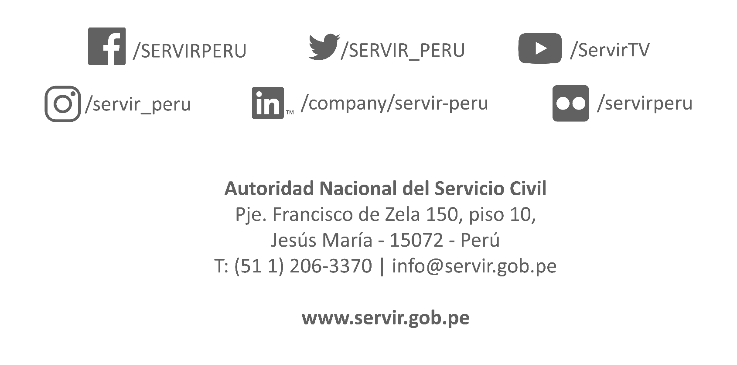 /SERVIRPERU /SERVIR_PERU /ServirTV
/servir_peru in™ /company/servir-peru /servirperu
Autoridad Nacional del Servicio Civil
Pje. Francisco de Zela 150, piso 10,
Jesús María - 15072 - Perú
T: (51 1) 206-3370 | info@servir.gob.pe
www.servir.gob.pe